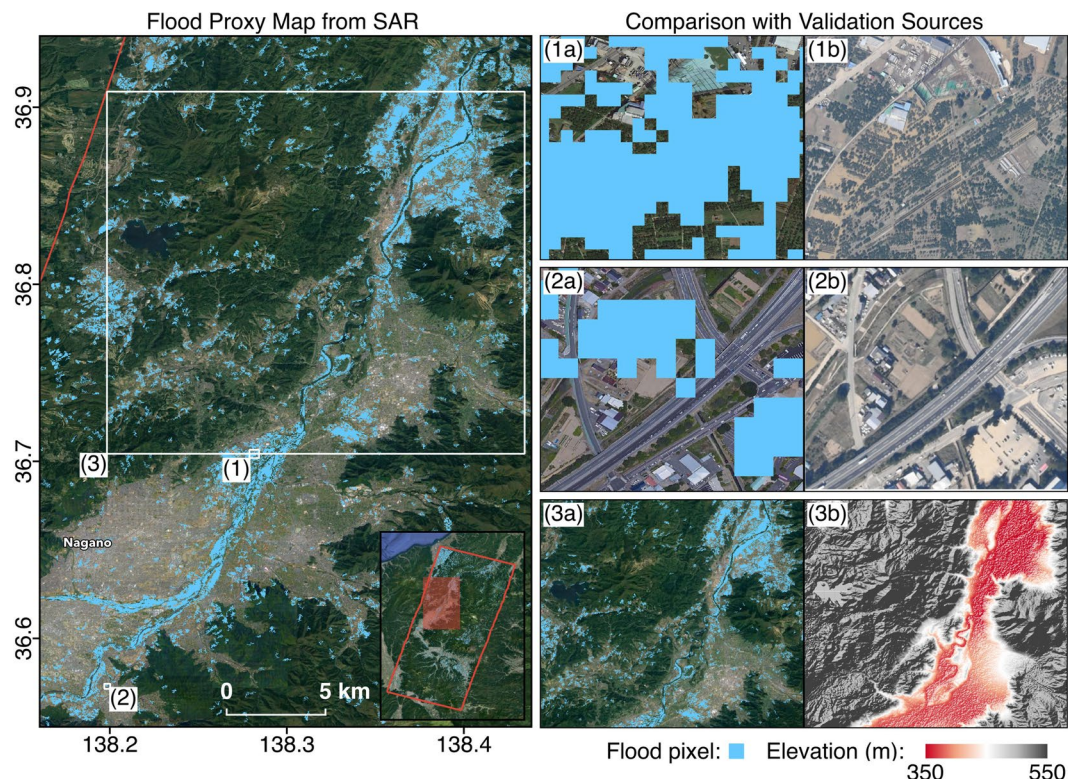 Flood Proxy Map from SAR
Comparison with Validation Sources
36.9
36.8
36.7
36.6
(3)
(1)
Nagano
(2)
0 5 km
138.2 138.3 138.4
(1a) (1b)
(2a) (2b)
(3a) (3b)
Flood pixel: Elevation (m):
350 550